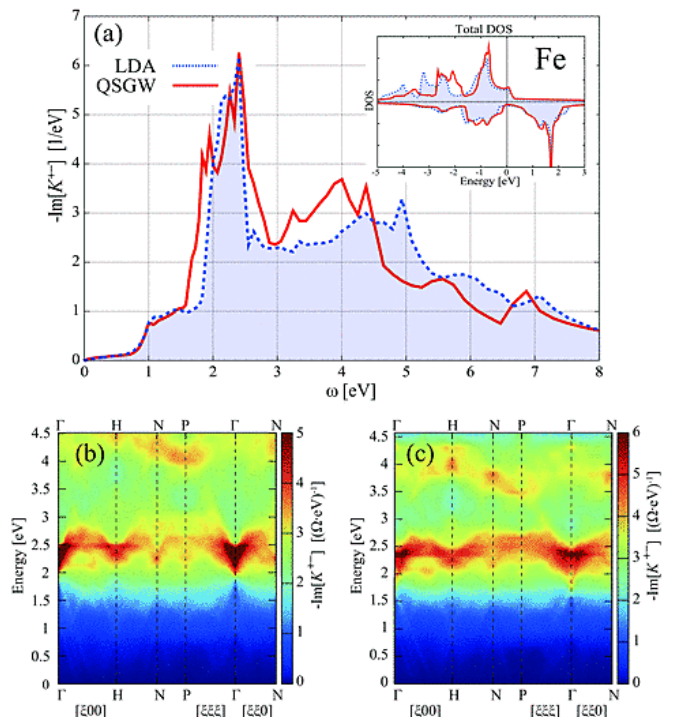 (a)
LDA
QSGW
7
6
5
4
3
2
1
0
-Im[K⁺⁻] [1/eV]
0 1 2 3 4 5 6 7 8
ω [eV]
Total DOS
Fe
DOS
-5 -4 -3 -2 -1 0 1 2 3
Energy [eV]
Γ H N P Γ N
(b)
4.5
4
3.5
3
2.5
2
1.5
1
0.5
0
Energy [eV]
Γ H N P Γ N
[ξ00] [ξξξ] [ξξ0]
5
4
3
2
1
0
-Im[K⁺⁻] [(Ω·eV)⁻¹]
Γ H N P Γ N
(c)
4.5
4
3.5
3
2.5
2
1.5
1
0.5
0
Energy [eV]
Γ H N P Γ N
[ξ00] [ξξξ] [ξξ0]
6
5
4
3
2
1
0
-Im[K⁺⁻] [(Ω·eV)⁻¹]